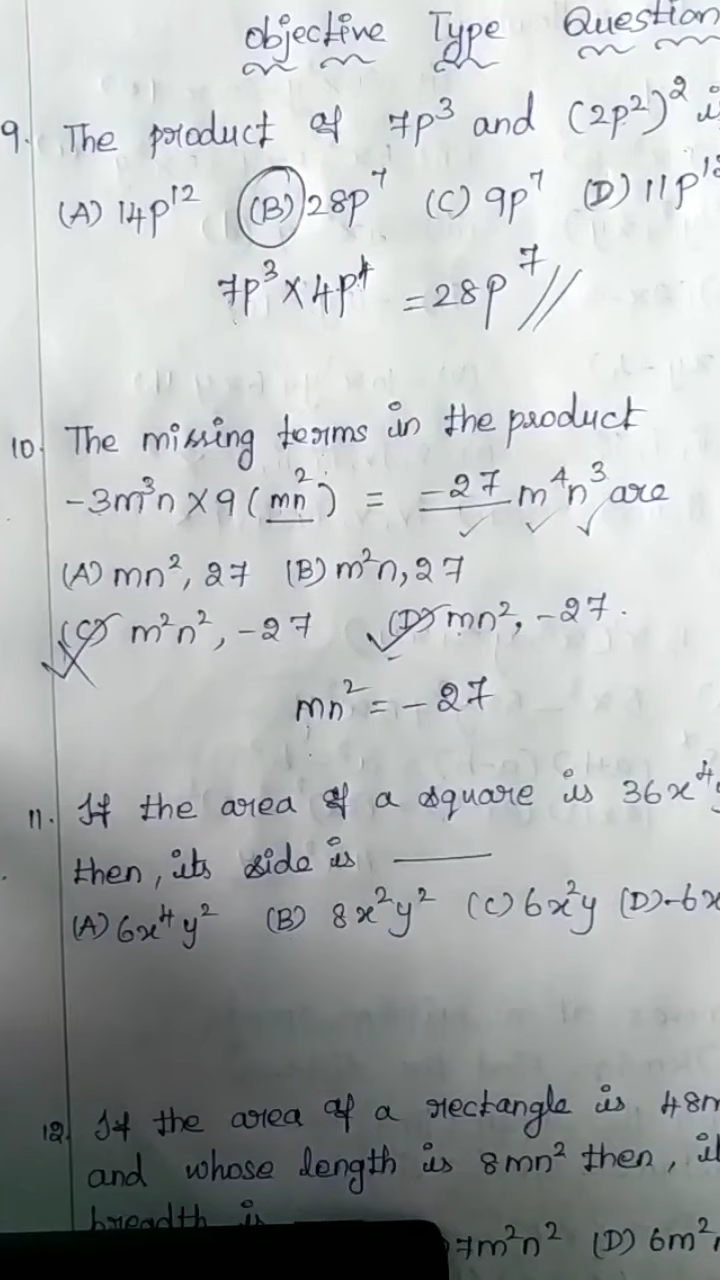 Objective Type Question
9. The product of 7p³ and (2p²)²
(A) 14p¹² (B) 28p⁷ (C) 9p⁷ (D) 11p
7p³ × 4p⁴ = 28p⁷ //
10. The missing terms in the product
-3m³n × 9 (mn²) = -27 m⁴n³ are
(A) mn², 27 (B) m²n, 27
(C) m²n², -27 (D) mn², -27.
mn² = -27
11. If the area of a square is 36x⁴
then, its side is ——
(A) 6x⁴y² (B) 8x²y² (C) 6x²y (D) -6x
12. If the area of a rectangle is 48m
and whose length is 8mn² then,
breadth is
7m²n² (D) 6m²